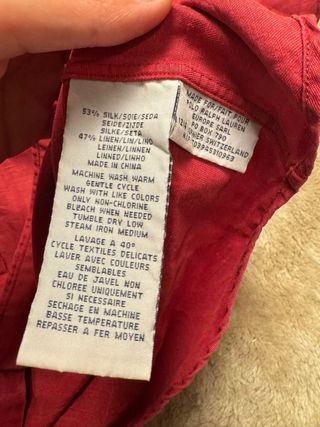 53% SILK/SOIE/SEDA
SEIDE/ZIJDE
SILKE/SETA
47% LINEN/LIN/LINO
LEINEN/LINNEN
LINNED/LINHO
MADE IN CHINA
MACHINE WASH WARM
GENTLE CYCLE
WASH WITH LIKE COLORS
ONLY NON-CHLORINE
BLEACH WHEN NEEDED
TUMBLE DRY LOW
STEAM IRON MEDIUM
LAVAGE A 40°
CYCLE TEXTILES DELICATS
LAVER AVEC COULEURS
SEMBLABLES
EAU DE JAVEL NON
CHLOREE UNIQUEMENT
SI NECESSAIRE
SECHAGE EN MACHINE
BASSE TEMPERATURE
REPASSER A FER MOYEN
MADE FOR/FAIT POUR
POLO/RALPH LAUREN
EUROPE SARL
PO BOX 790
SWITZERLAND